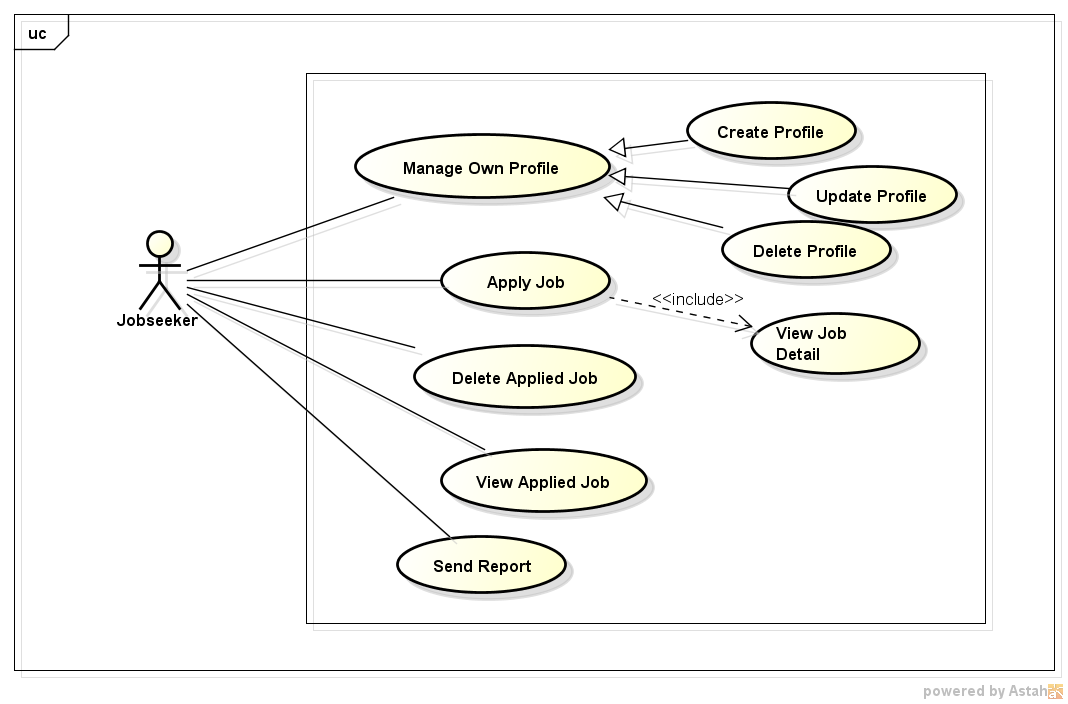 uc
Create Profile
Manage Own Profile
Update Profile
Delete Profile
Apply Job
<<include>>
View Job
Detail
Jobseeker
Delete Applied Job
View Applied Job
Send Report
powered by Astah